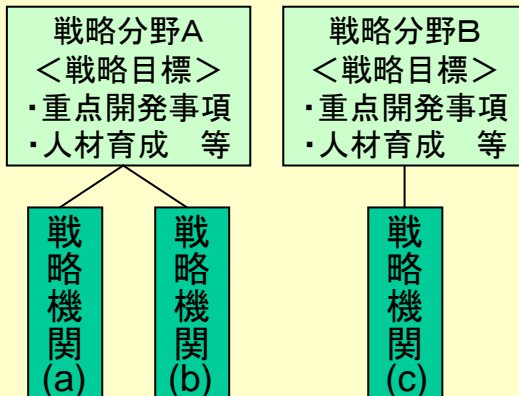 戦略分野A
＜戦略目標＞
・重点開発事項
・人材育成　等
戦略分野B
＜戦略目標＞
・重点開発事項
・人材育成　等
戦略機関(a)
戦略機関(b)
戦略機関(c)